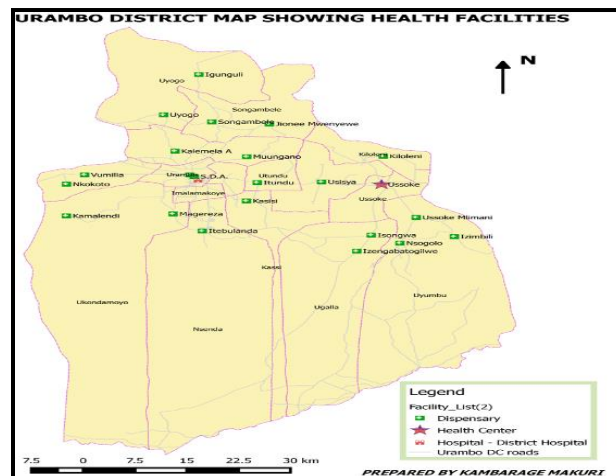 URAMBO DISTRICT MAP SHOWING HEALTH FACILITIES
N
Igunguli
Uyogo
Uyogo
Songambele
Songambele
Jionee Mwenyewe
Kalemela A
Muungano
Kiloleni
Vumilia
S.D.A.
Utundu
Itundu
Usisya
Ussoke
Nkokoto
Imalamakoye
Kasisi
Ussoke
Kamalendi
Magereza
Ussoke Mlimani
Itebulanda
Isongwa
Izimbili
Nsogolo
Izengabatogilwe
Ukondamoyo
Nsenda
Ugalla
Uyumbu
Legend
Facility_List(2)
Dispensary
Health Center
Hospital - District Hospital
Urambo DC roads
7.5 0 7.5 15 22.5 30 km
PREPARED BY KAMBARAGE MAKURI